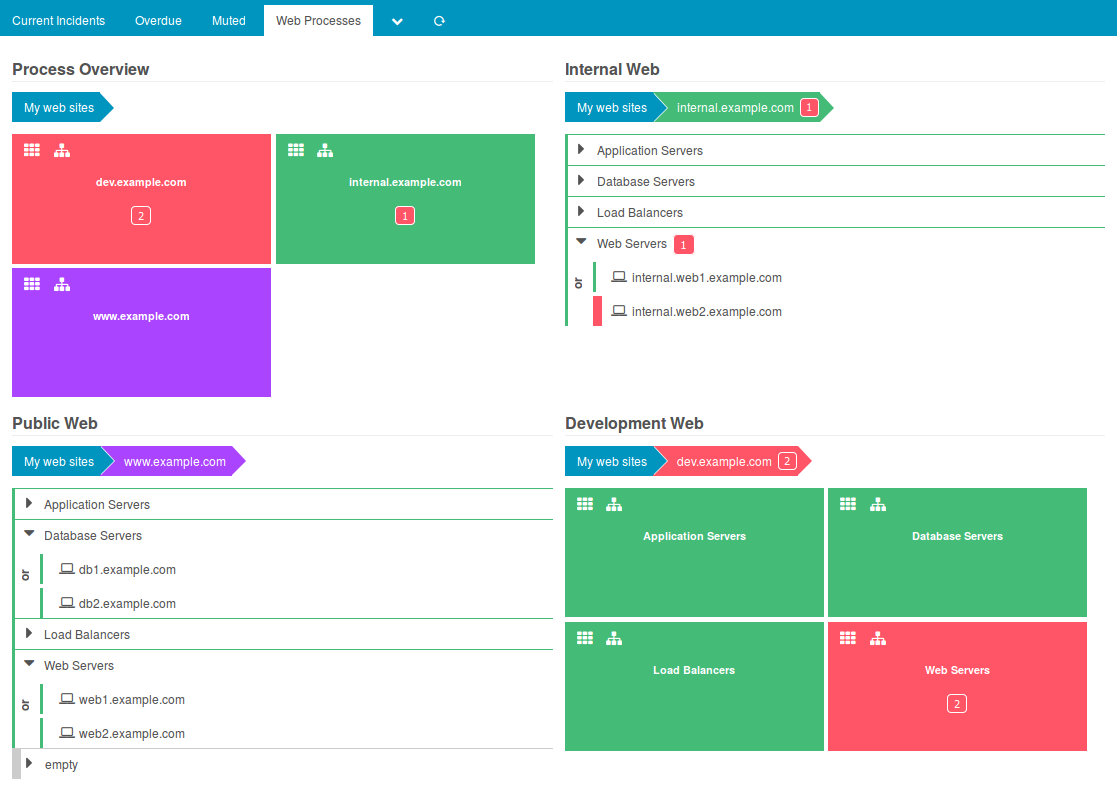 Current Incidents Overdue Muted Web Processes
Process Overview
My web sites
dev.example.com
2
internal.example.com
1
www.example.com
Internal Web
My web sites internal.example.com 1
Application Servers
Database Servers
Load Balancers
Web Servers 1
or
internal.web1.example.com
internal.web2.example.com
Public Web
My web sites www.example.com
Application Servers
Database Servers
or
db1.example.com
db2.example.com
Load Balancers
Web Servers
or
web1.example.com
web2.example.com
empty
Development Web
My web sites dev.example.com 2
Application Servers
Database Servers
Load Balancers
Web Servers
2